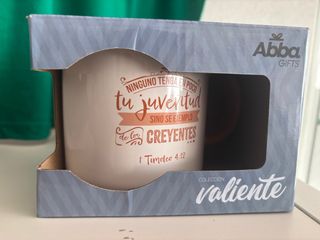 Abba
GIFTS
NINGUNO TENGA EN POCO
tu juventud
SINO SÉ EJEMPLO
de los
CREYENTES
1 Timoteo 4:12
COLECCIÓN
valiente